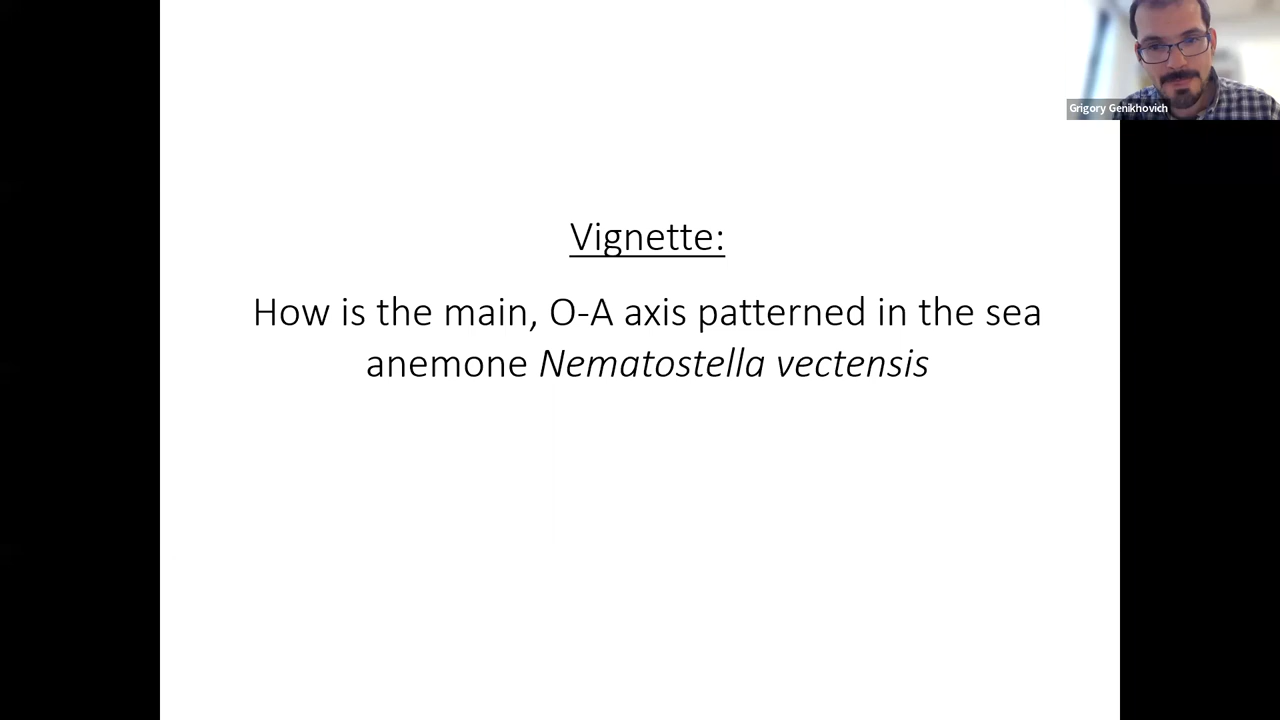 Grigory Genikhovich
Vignette:
How is the main, O-A axis patterned in the sea
anemone Nematostella vectensis